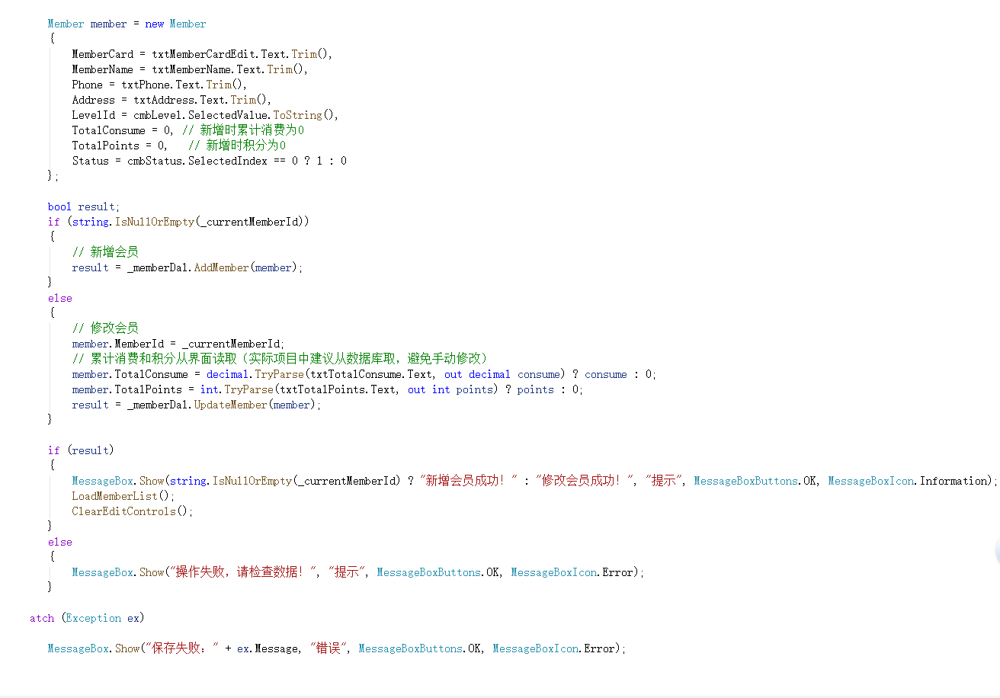 Member member = new Member
{
MemberCard = txtMemberCardEdit.Text.Trim(),
MemberName = txtMemberName.Text.Trim(),
Phone = txtPhone.Text.Trim(),
Address = txtAddress.Text.Trim(),
LevelId = cmbLevel.SelectedValue.ToString(),
TotalConsume = 0, // 新增时累计消费为0
TotalPoints = 0,   // 新增时积分为0
Status = cmbStatus.SelectedIndex == 0 ? 1 : 0
};
bool result;
if (string.IsNullOrEmpty(_currentMemberId))
{
// 新增会员
result = _memberDal.AddMember(member);
}
else
{
// 修改会员
member.MemberId = _currentMemberId;
// 累计消费和积分从界面读取（实际项目中建议从数据库取，避免手动修改）
member.TotalConsume = decimal.TryParse(txtTotalConsume.Text, out decimal consume) ? consume : 0;
member.TotalPoints = int.TryParse(txtTotalPoints.Text, out int points) ? points : 0;
result = _memberDal.UpdateMember(member);
}
if (result)
{
MessageBox.Show(string.IsNullOrEmpty(_currentMemberId) ? "新增会员成功！" : "修改会员成功！", "提示", MessageBoxButtons.OK, MessageBoxIcon.Information);
LoadMemberList();
ClearEditControls();
}
else
{
MessageBox.Show("操作失败，请检查数据！", "提示", MessageBoxButtons.OK, MessageBoxIcon.Error);
}
atch (Exception ex)
MessageBox.Show("保存失败：" + ex.Message, "错误", MessageBoxButtons.OK, MessageBoxIcon.Error);